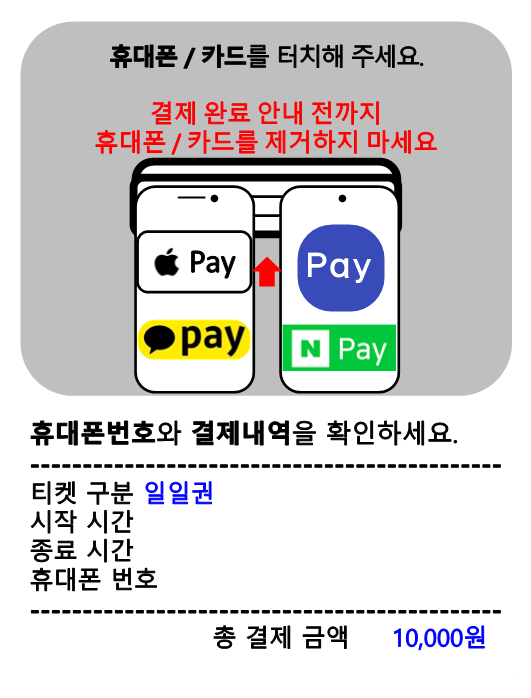 휴대폰 / 카드를 터치해 주세요.
결제 완료 안내 전까지
휴대폰 / 카드를 제거하지 마세요
Pay
Pay
pay
N Pay
휴대폰번호와 결제내역을 확인하세요.
티켓 구분 일일권
시작 시간
종료 시간
휴대폰 번호
총 결제 금액 10,000원